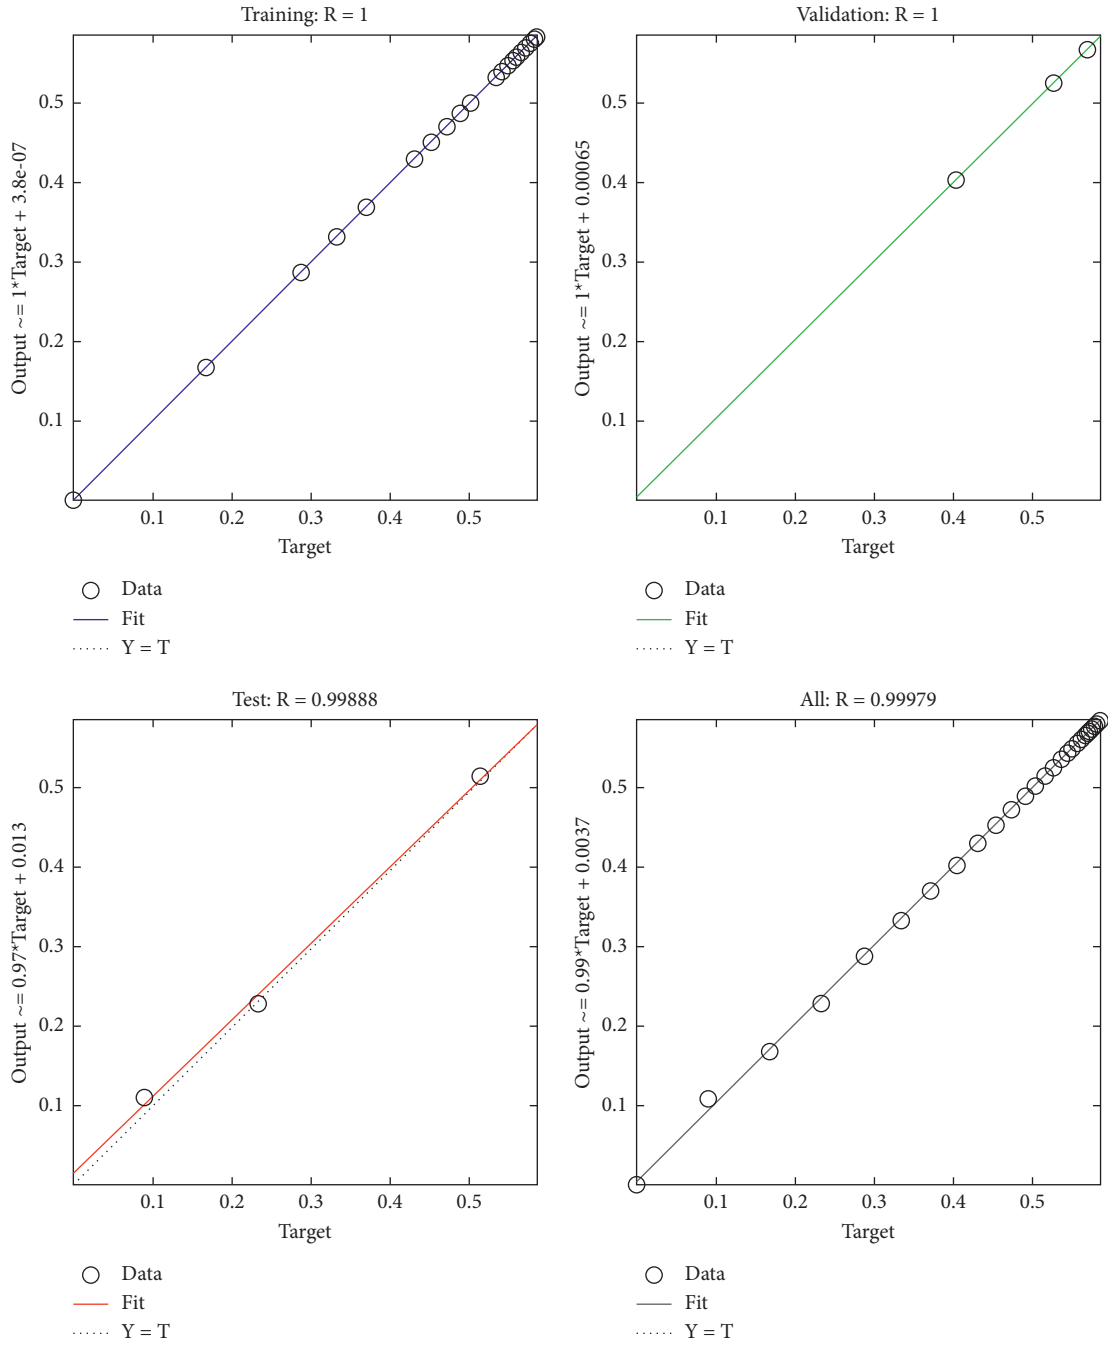 Training: R = 1
Output ~= 1*Target + 3.8e-07
0.5
0.4
0.3
0.2
0.1
0.1 0.2 0.3 0.4 0.5
Target
Data
Fit
Y = T
Validation: R = 1
Output ~= 1*Target + 0.00065
0.5
0.4
0.3
0.2
0.1
0.1 0.2 0.3 0.4 0.5
Target
Data
Fit
Y = T
Test: R = 0.99888
Output ~= 0.97*Target + 0.013
0.5
0.4
0.3
0.2
0.1
0.1 0.2 0.3 0.4 0.5
Target
Data
Fit
Y = T
All: R = 0.99979
Output ~= 0.99*Target + 0.0037
0.5
0.4
0.3
0.2
0.1
0.1 0.2 0.3 0.4 0.5
Target
Data
Fit
Y = T